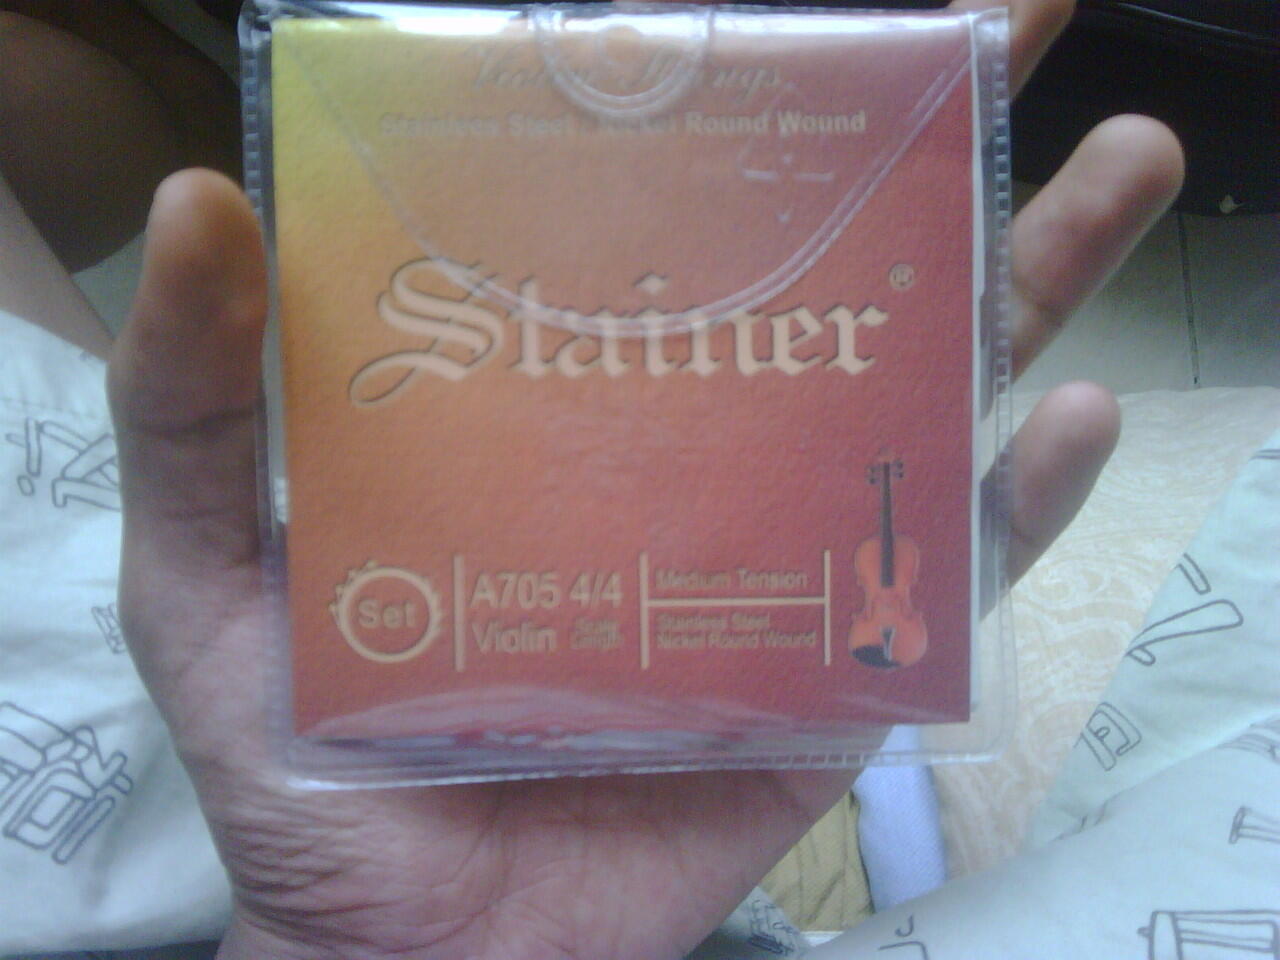 Violin Strings
Stainless Steel / Nickel Round Wound
Stainer®
Set
A705 4/4
Violin Scale Length
Medium Tension
Stainless Steel
Nickel Round Wound